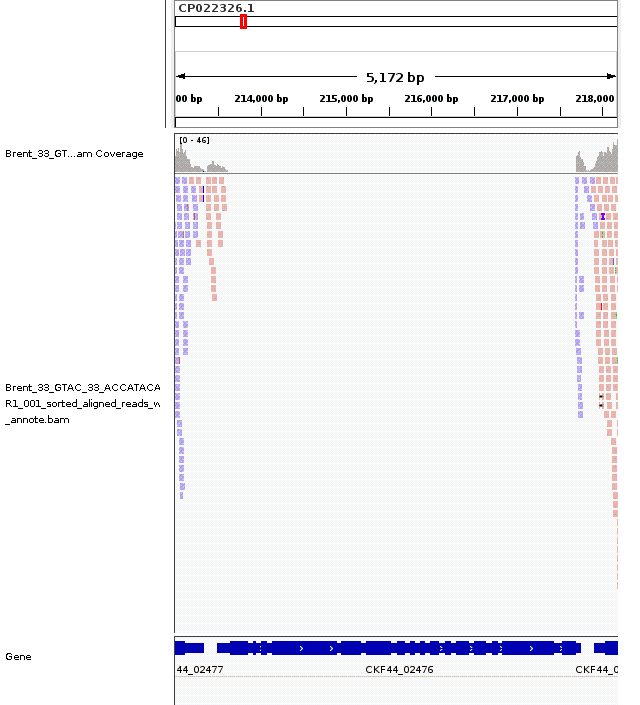 CP022326.1
5,172 bp
00 bp 214,000 bp 215,000 bp 216,000 bp 217,000 bp 218,000
[0 - 46]
Brent_33_GT...am Coverage
Brent_33_GTAC_33_ACCATACA
R1_001_sorted_aligned_reads_w
_annote.bam
Gene
44_02477 CKF44_02476 CKF44_0